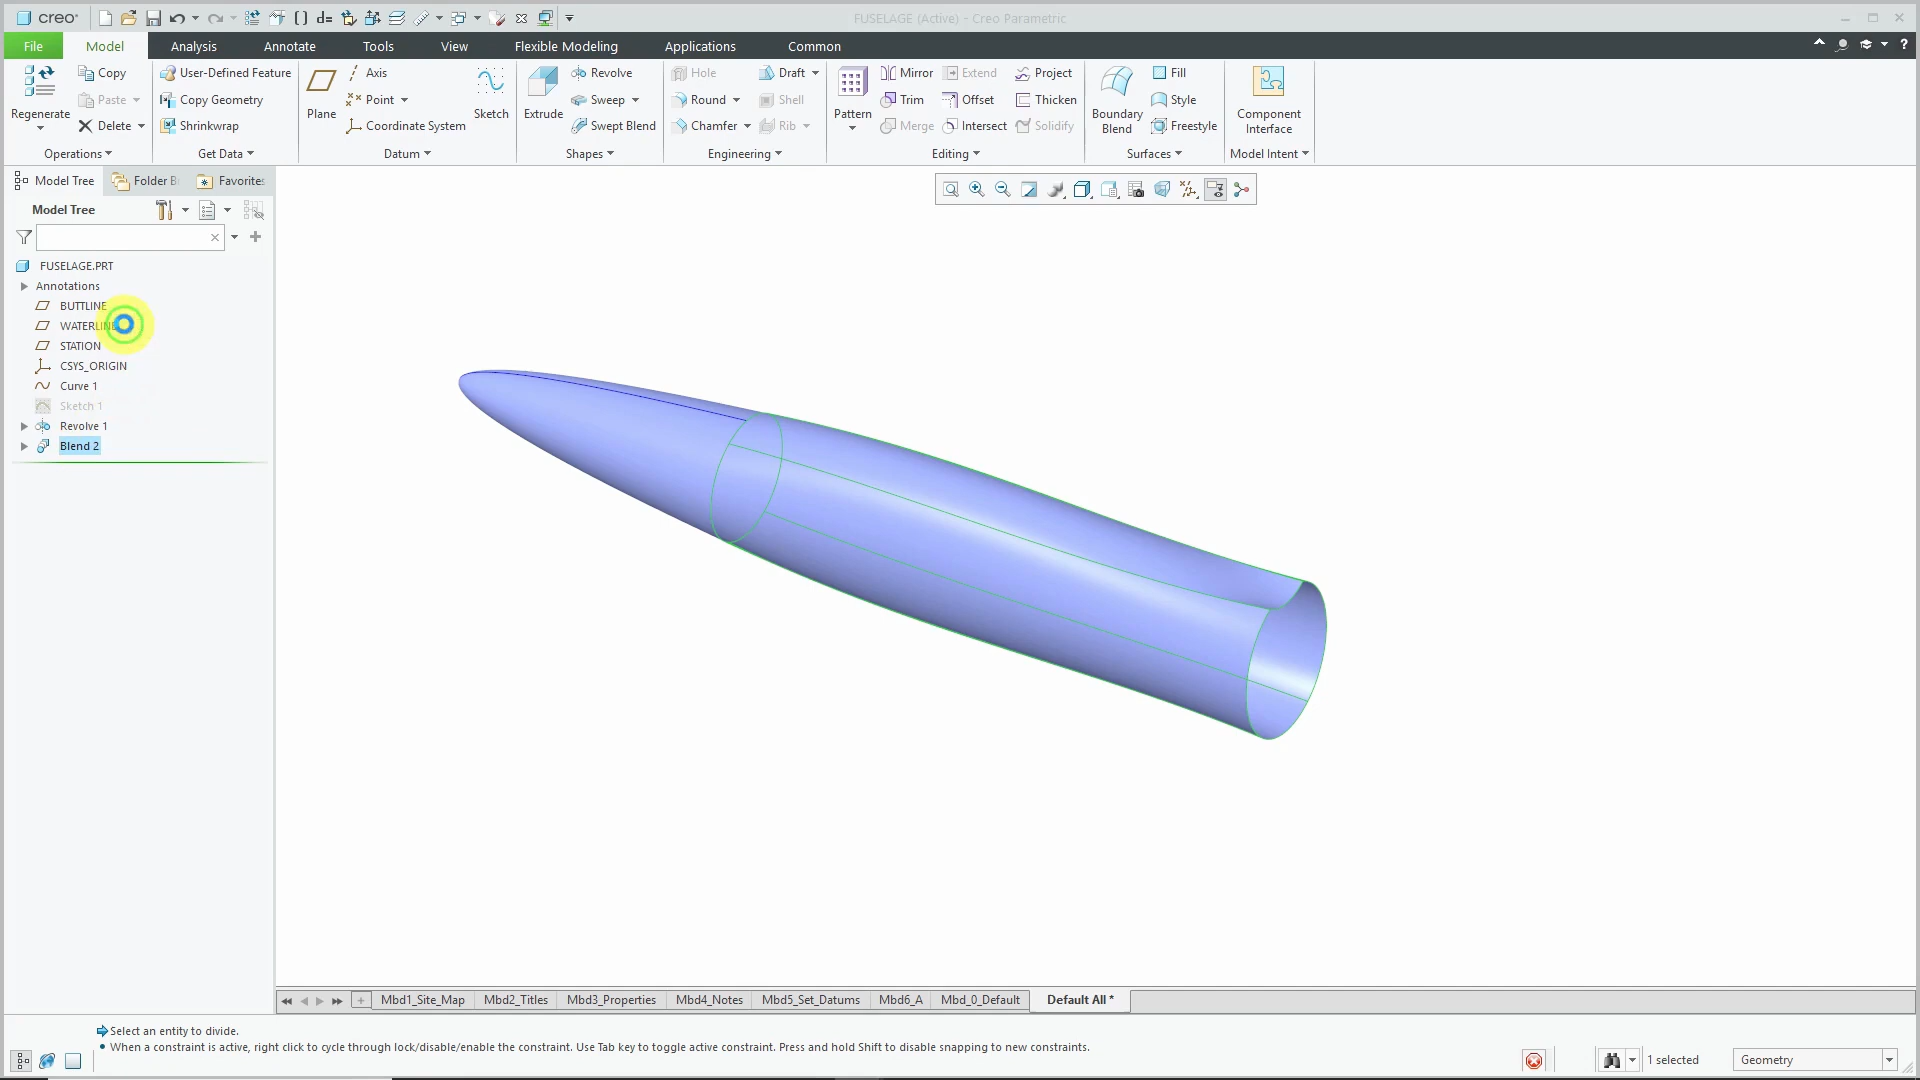 creo
FUSELAGE (Active) - Creo Parametric
File Model Analysis Annotate Tools View Flexible Modeling Applications Common
Regenerate
Copy
Paste
Delete
Operations
User-Defined Feature
Copy Geometry
Shrinkwrap
Get Data
Plane
Axis
Point
Coordinate System
Sketch
Datum
Extrude
Revolve
Sweep
Swept Blend
Shapes
Hole
Round
Chamfer
Draft
Shell
Rib
Engineering
Pattern
Mirror
Trim
Merge
Extend
Offset
Intersect
Project
Thicken
Solidify
Editing
Boundary
Blend
Fill
Style
Freestyle
Surfaces
Component
Interface
Model Intent
Model Tree Folder B Favorites
Model Tree
FUSELAGE.PRT
Annotations
BUTTLINE
WATERLINE
STATION
CSYS_ORIGIN
Curve 1
Sketch 1
Revolve 1
Blend 2
Mbd1_Site_Map Mbd2_Titles Mbd3_Properties Mbd4_Notes Mbd5_Set_Datums Mbd6_A Mbd_0_Default Default All *
Select an entity to divide.
• When a constraint is active, right click to cycle through lock/disable/enable the constraint. Use Tab key to toggle active constraint. Press and hold Shift to disable snapping to new constraints.
1 selected
Geometry